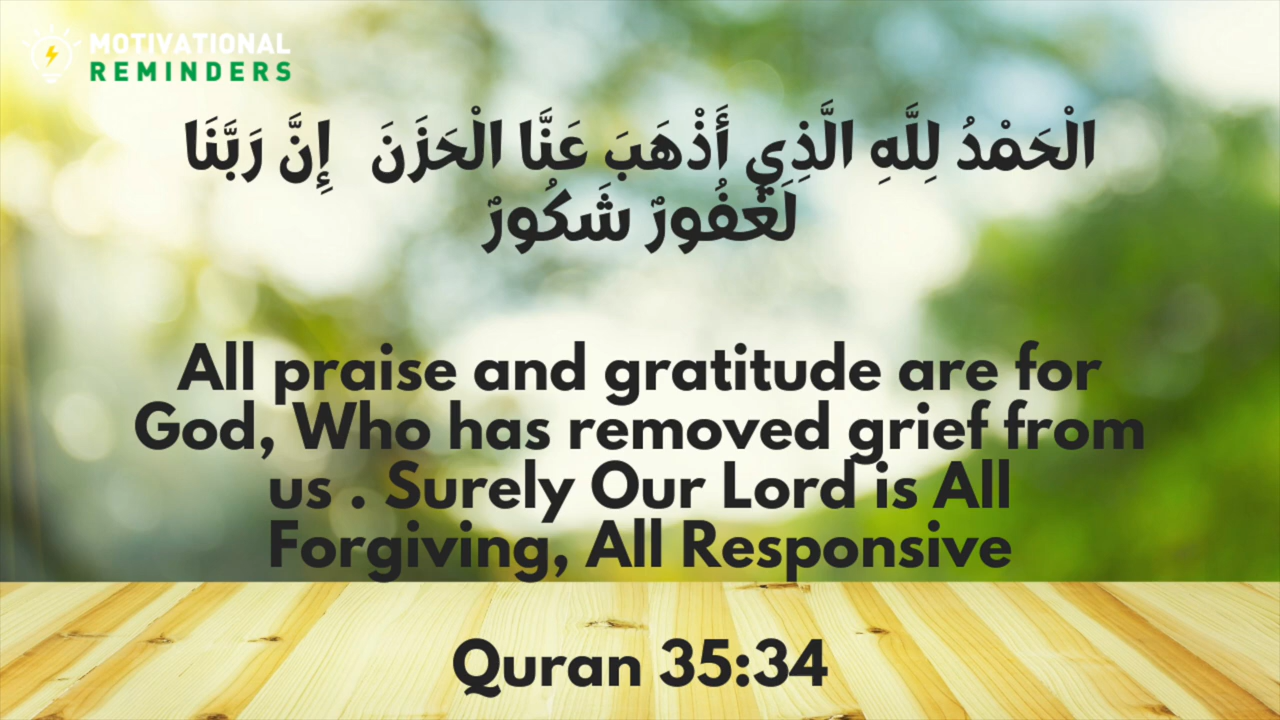 MOTIVATIONAL
REMINDERS
الْحَمْدُ لِلَّهِ الَّذِي أَذْهَبَ عَنَّا الْحَزَنَ إِنَّ رَبَّنَا
لَغَفُورٌ شَكُورٌ
All praise and gratitude are for
God, Who has removed grief from
us . Surely Our Lord is All
Forgiving, All Responsive
Quran 35:34